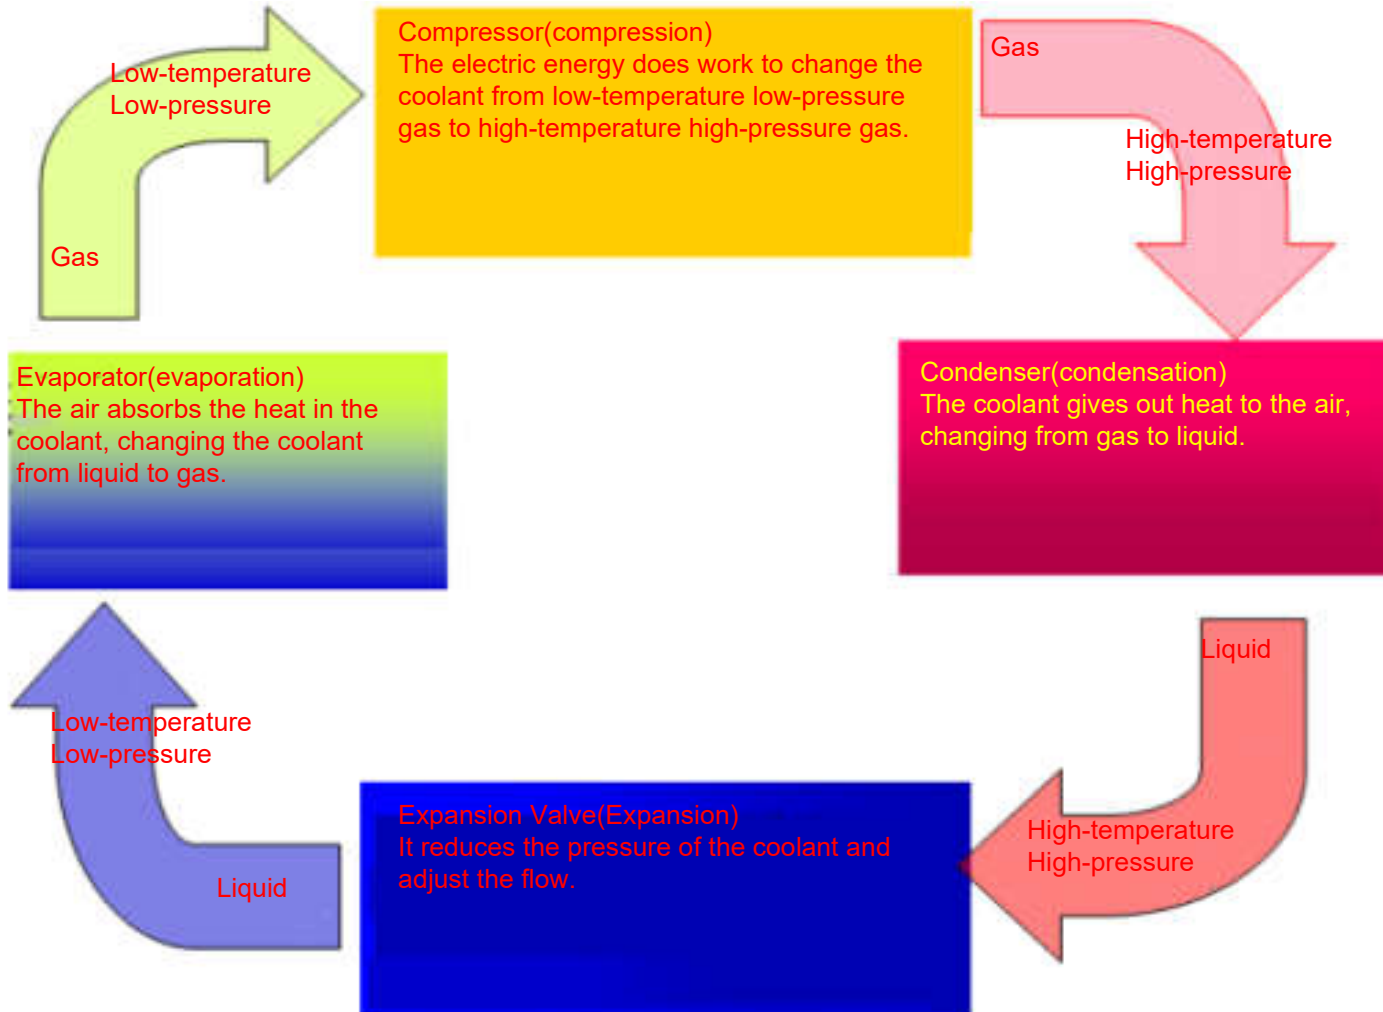 Compressor(compression)
The electric energy does work to change the
coolant from low-temperature low-pressure
gas to high-temperature high-pressure gas.
Gas
High-temperature
High-pressure
Condenser(condensation)
The coolant gives out heat to the air,
changing from gas to liquid.
Liquid
High-temperature
High-pressure
Expansion Valve(Expansion)
It reduces the pressure of the coolant and
adjust the flow.
Liquid
Low-temperature
Low-pressure
Evaporator(evaporation)
The air absorbs the heat in the
coolant, changing the coolant
from liquid to gas.
Gas
Low-temperature
Low-pressure